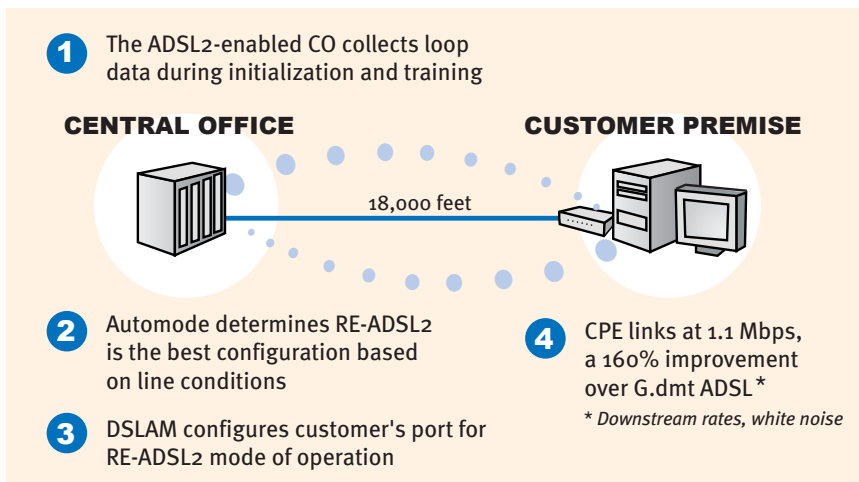 1
The ADSL2-enabled CO collects loop
data during initialization and training
CENTRAL OFFICE
CUSTOMER PREMISE
18,000 feet
2
Automode determines RE-ADSL2
is the best configuration based
on line conditions
3
DSLAM configures customer's port for
RE-ADSL2 mode of operation
4
CPE links at 1.1 Mbps,
a 160% improvement
over G.dmt ADSL*
* Downstream rates, white noise